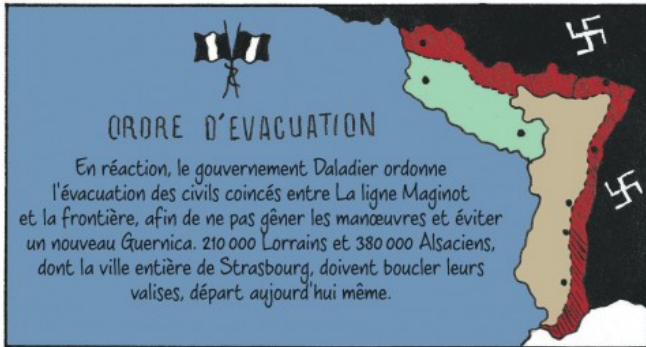 ORDRE D'EVACUATION
En réaction, le gouvernement Daladier ordonne
l'évacuation des civils coincés entre La ligne Maginot
et la frontière, afin de ne pas gêner les manœuvres et éviter
un nouveau Guernica. 210 000 Lorrains et 380 000 Alsaciens,
dont la ville entière de Strasbourg, doivent boucler leurs
valises, départ aujourd'hui même.